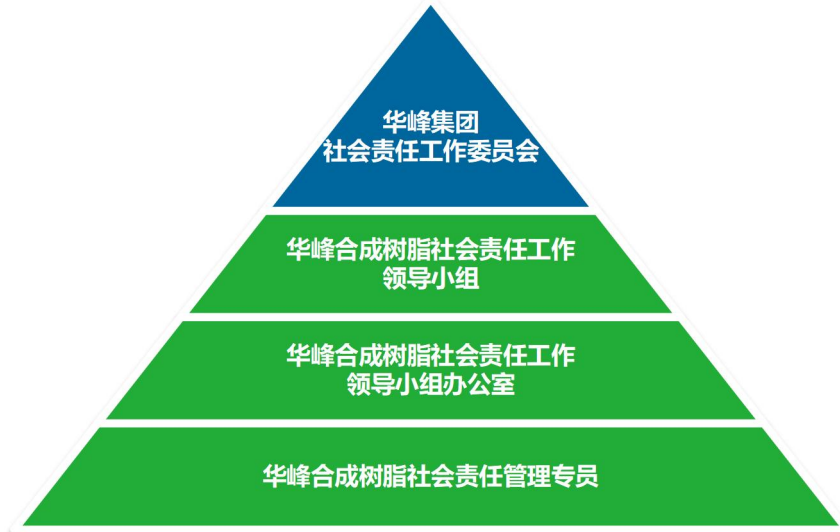 华峰集团
社会责任工作委员会
华峰合成树脂社会责任工作
领导小组
华峰合成树脂社会责任工作
领导小组办公室
华峰合成树脂社会责任管理专员